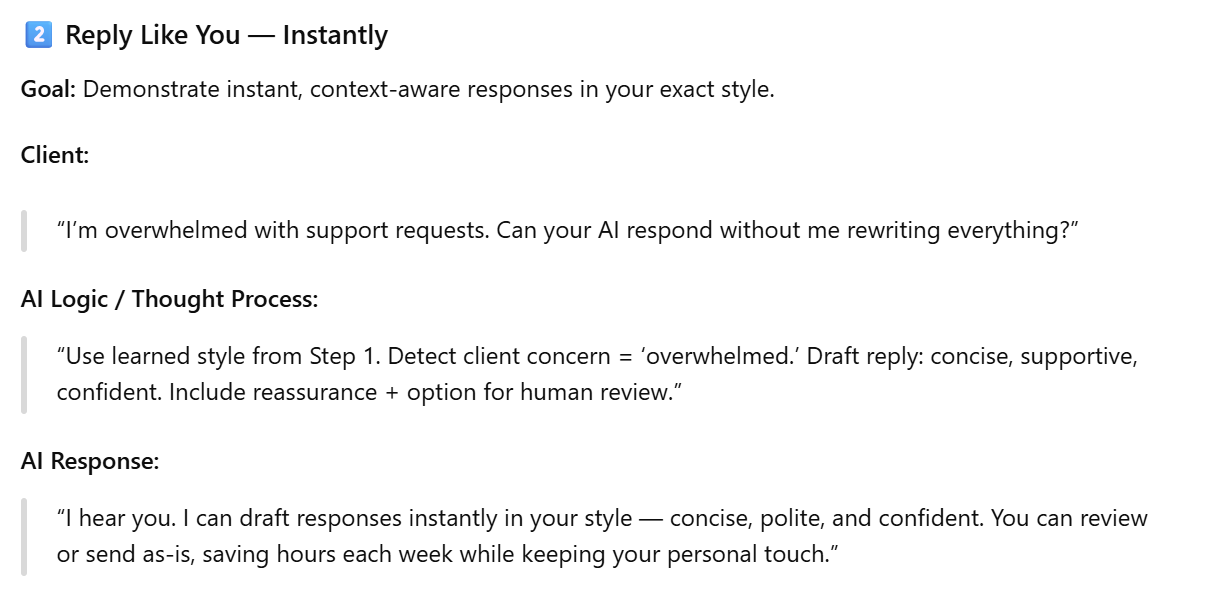 2 Reply Like You — Instantly
Goal: Demonstrate instant, context-aware responses in your exact style.
Client:
“I’m overwhelmed with support requests. Can your AI respond without me rewriting everything?”
AI Logic / Thought Process:
“Use learned style from Step 1. Detect client concern = ‘overwhelmed.’ Draft reply: concise, supportive,
confident. Include reassurance + option for human review.”
AI Response:
“I hear you. I can draft responses instantly in your style — concise, polite, and confident. You can review
or send as-is, saving hours each week while keeping your personal touch.”